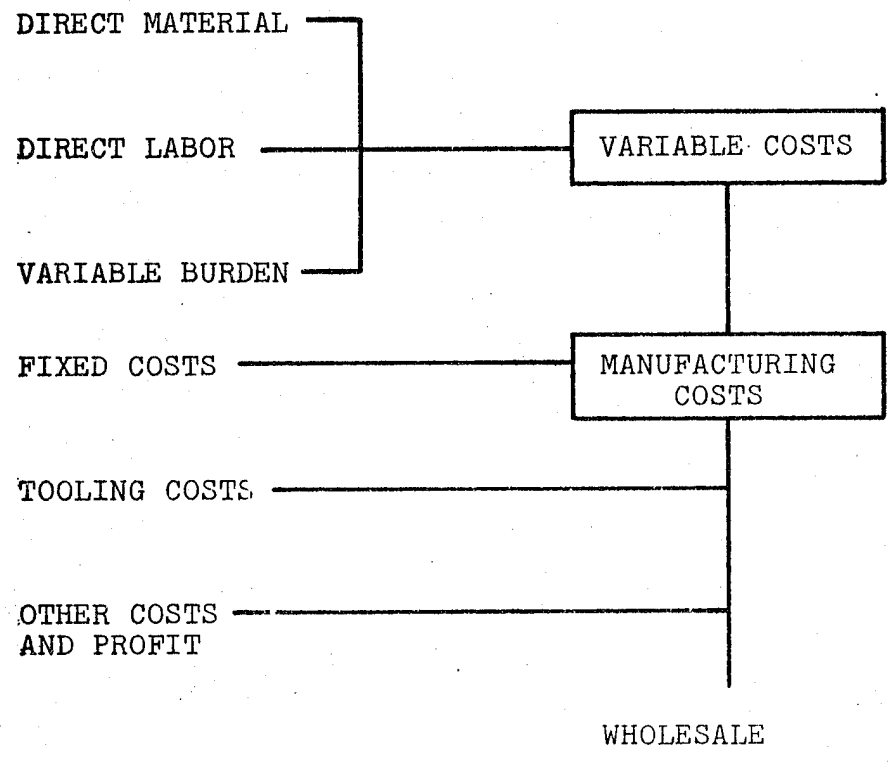 DIRECT MATERIAL
DIRECT LABOR
VARIABLE COSTS
VARIABLE BURDEN
FIXED COSTS
MANUFACTURING
COSTS
TOOLING COSTS
OTHER COSTS
AND PROFIT
WHOLESALE